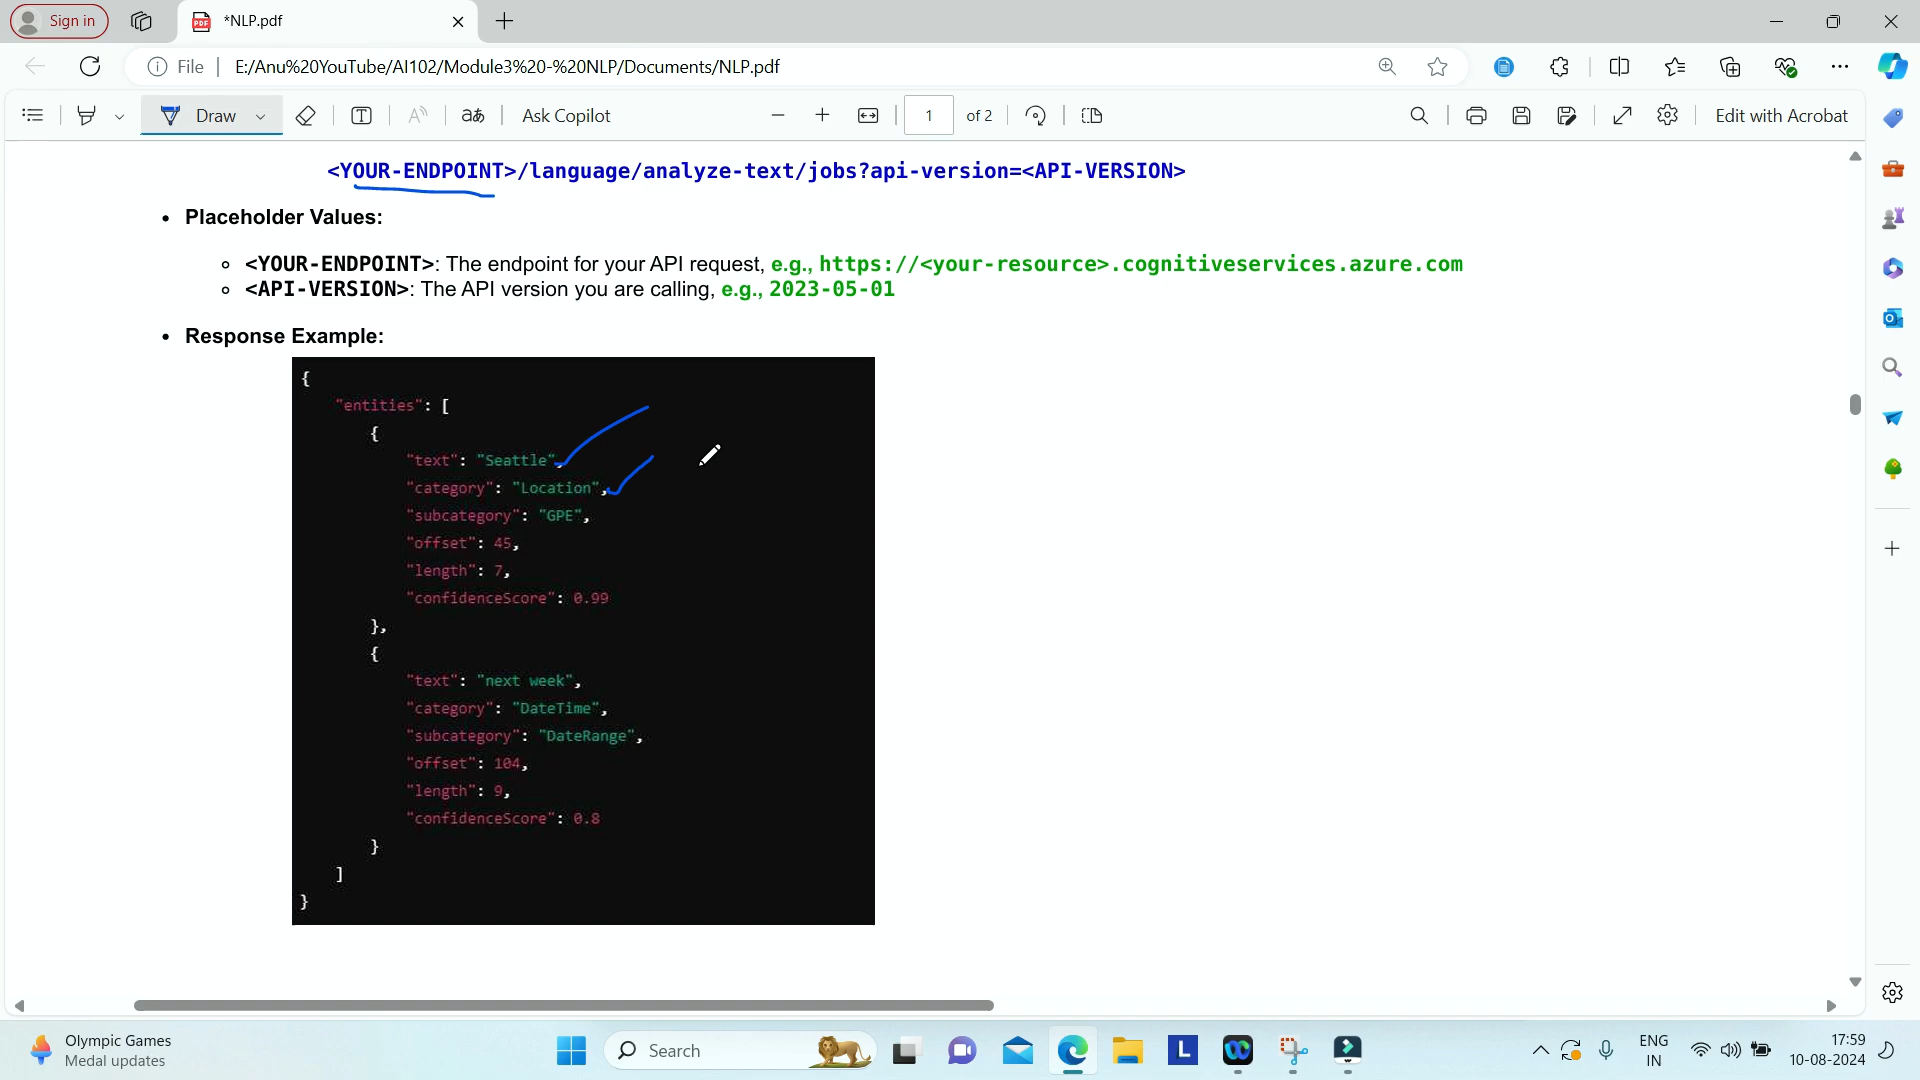 Sign in
*NLP.pdf
File
E:/Anu%20YouTube/AI102/Module3%20-%20NLP/Documents/NLP.pdf
Draw
Ask Copilot
1
of 2
Edit with Acrobat
<YOUR-ENDPOINT>/language/analyze-text/jobs?api-version=<API-VERSION>
• Placeholder Values:
<YOUR-ENDPOINT>: The endpoint for your API request, e.g., https://<your-resource>.cognitiveservices.azure.com
<API-VERSION>: The API version you are calling, e.g., 2023-05-01
• Response Example:
{
"entities": [
{
"text": "Seattle",
"category": "Location",
"subcategory": "GPE",
"offset": 45,
"length": 7,
"confidenceScore": 0.99
},
{
"text": "next week",
"category": "DateTime",
"subcategory": "DateRange",
"offset": 104,
"length": 9,
"confidenceScore": 0.8
}
]
}
Olympic Games
Medal updates
Search
L
ENG
IN
17:59
10-08-2024